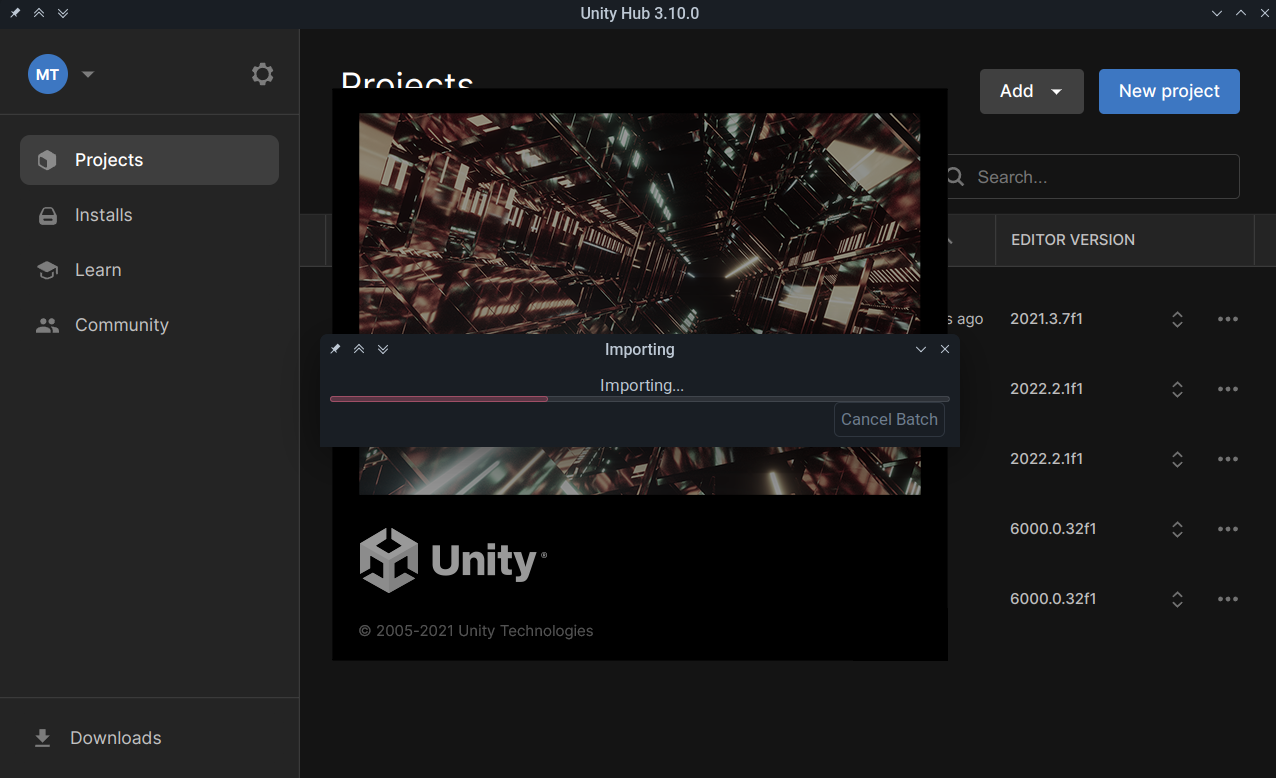 Unity Hub 3.10.0
MT
Projects
Add
New project
Projects
Search...
Installs
EDITOR VERSION
Learn
Community
s ago
2021.3.7f1
Importing
Importing...
2022.2.1f1
Cancel Batch
2022.2.1f1
6000.0.32f1
Unity®
6000.0.32f1
© 2005-2021 Unity Technologies
Downloads